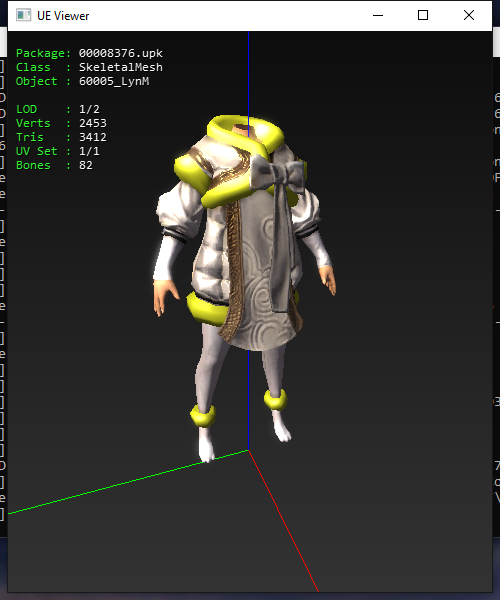 UE Viewer
Package: 00008376.upk
Class : SkeletalMesh
Object : 60005_LynM
LOD : 1/2
Verts : 2453
Tris : 3412
UV Set : 1/1
Bones : 82